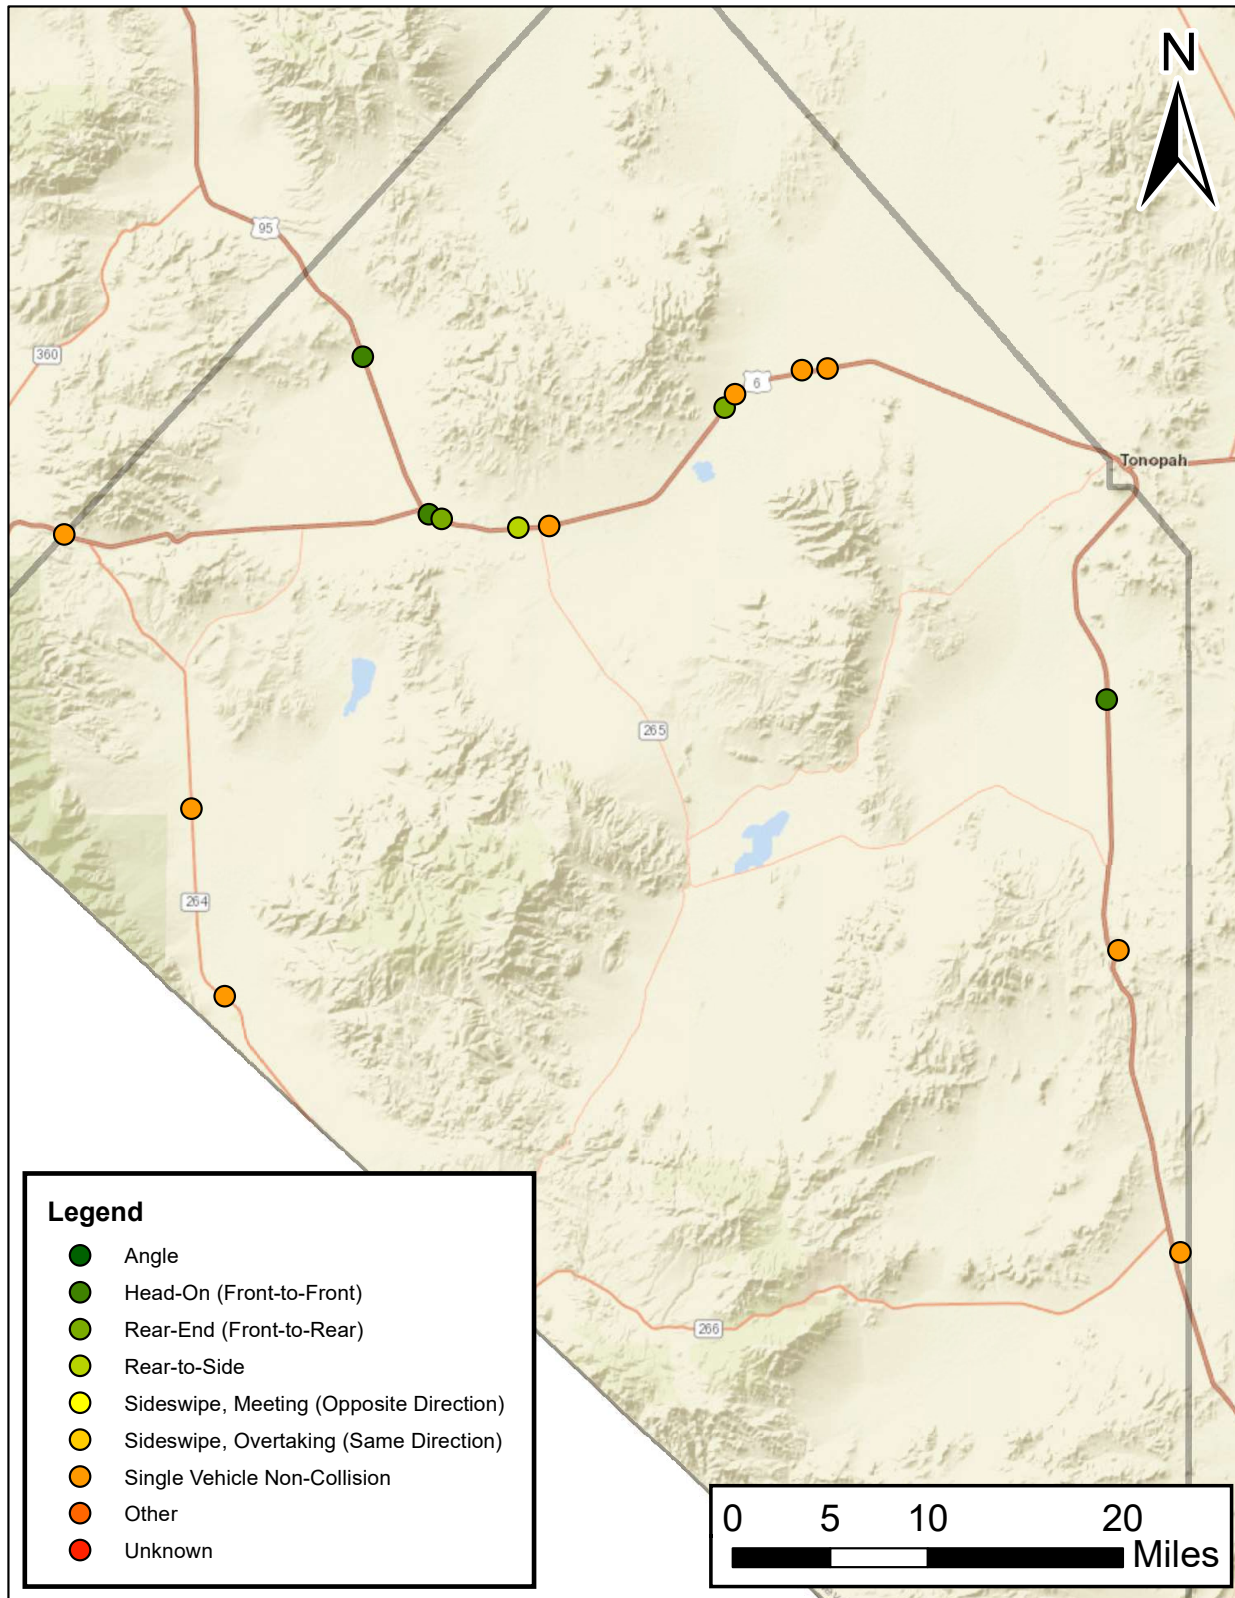 N
95
360
6
Tonopah
265
264
266
Legend
Angle
Head-On (Front-to-Front)
Rear-End (Front-to-Rear)
Rear-to-Side
Sideswipe, Meeting (Opposite Direction)
Sideswipe, Overtaking (Same Direction)
Single Vehicle Non-Collision
Other
Unknown
0 5 10 20
Miles